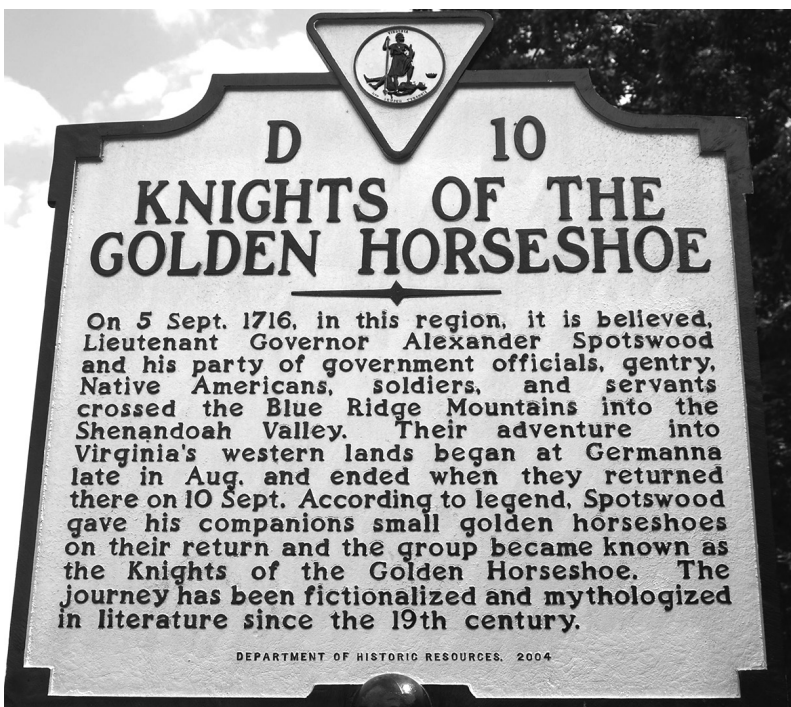 VIRGINIA
D 10
KNIGHTS OF THE
GOLDEN HORSESHOE
On 5 Sept. 1716, in this region, it is believed,
Lieutenant Governor Alexander Spotswood
and his party of government officials, gentry,
Native Americans, soldiers, and servants
crossed the Blue Ridge Mountains into the
Shenandoah Valley. Their adventure into
Virginia's western lands began at Germanna
late in Aug. and ended when they returned
there on 10 Sept. According to legend, Spotswood
gave his companions small golden horseshoes
on their return and the group became known as
the Knights of the Golden Horseshoe. The
journey has been fictionalized and mythologized
in literature since the 19th century.
DEPARTMENT OF HISTORIC RESOURCES, 2004